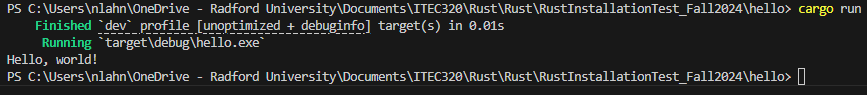 PS C:\Users\nlahn\OneDrive - Radford University\Documents\ITEC320\Rust\Rust\RustInstallationTest_Fall2024\hello> cargo run
    Finished `dev` profile [unoptimized + debuginfo] target(s) in 0.01s
     Running `target\debug\hello.exe`
Hello, world!
PS C:\Users\nlahn\OneDrive - Radford University\Documents\ITEC320\Rust\Rust\RustInstallationTest_Fall2024\hello>